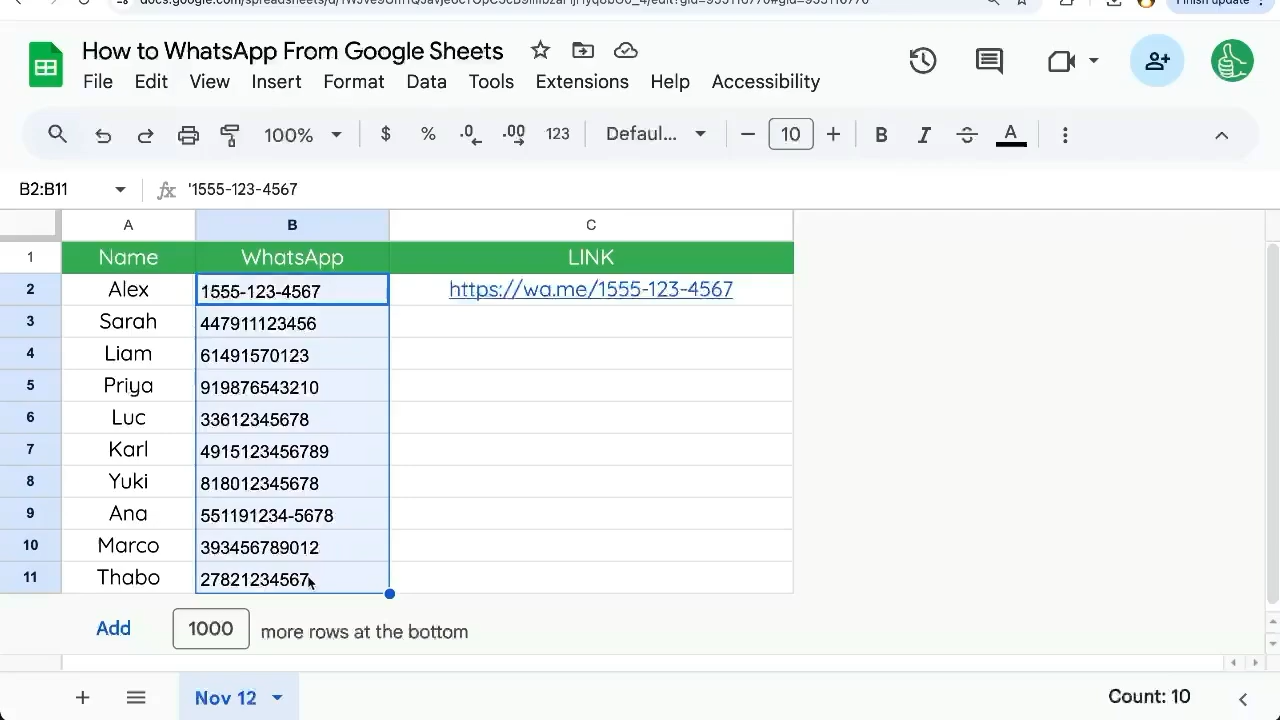 Finish update
How to WhatsApp From Google Sheets
File Edit View Insert Format Data Tools Extensions Help Accessibility
100% $ % .0 .00 123 Defaul... 10 B I A
B2:B11 fx '1555-123-4567
A B C
1 Name WhatsApp LINK
2 Alex 1555-123-4567 https://wa.me/1555-123-4567
3 Sarah 447911123456
4 Liam 61491570123
5 Priya 919876543210
6 Luc 33612345678
7 Karl 4915123456789
8 Yuki 818012345678
9 Ana 551191234-5678
10 Marco 393456789012
11 Thabo 27821234567
Add 1000 more rows at the bottom
Nov 12 Count: 10